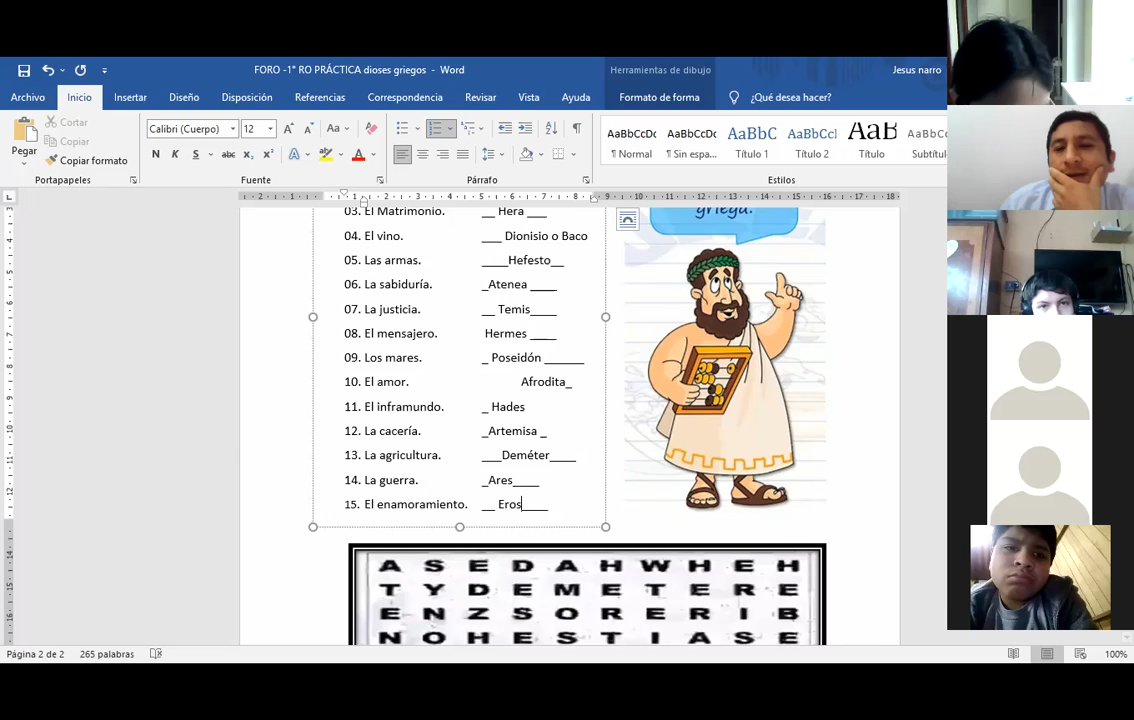 FORO -1° RO PRÁCTICA dioses griegos - Word
Herramientas de dibujo
Jesus narro
Archivo Inicio Insertar Diseño Disposición Referencias Correspondencia Revisar Vista Ayuda Formato de forma ¿Qué desea hacer?
Pegar
Cortar
Copiar
Copiar formato
Calibri (Cuerpo) 12
N K S abc x₂ x²
AaBbCcDc AaBbCcDc AaBbC AaBbCcI AaB AaBbCcD
¶ Normal ¶ Sin espa... Título 1 Título 2 Título Subtítul
Portapapeles Fuente Párrafo Estilos
03. El Matrimonio. __ Hera ___
04. El vino. ___ Dionisio o Baco
05. Las armas. ____Hefesto__
06. La sabiduría. _Atenea ____
07. La justicia. __ Temis____
08. El mensajero. Hermes ____
09. Los mares. _ Poseidón ______
10. El amor. Afrodita_
11. El inframundo. _ Hades
12. La cacería. _Artemisa _
13. La agricultura. ___Deméter____
14. La guerra. _Ares____
15. El enamoramiento. __ Eros____
griega.
A S E D A H W H E H
T Y D E M E T E R E
E N Z S O R E R I B
N O H E S T I A S E
Página 2 de 2 265 palabras 100%